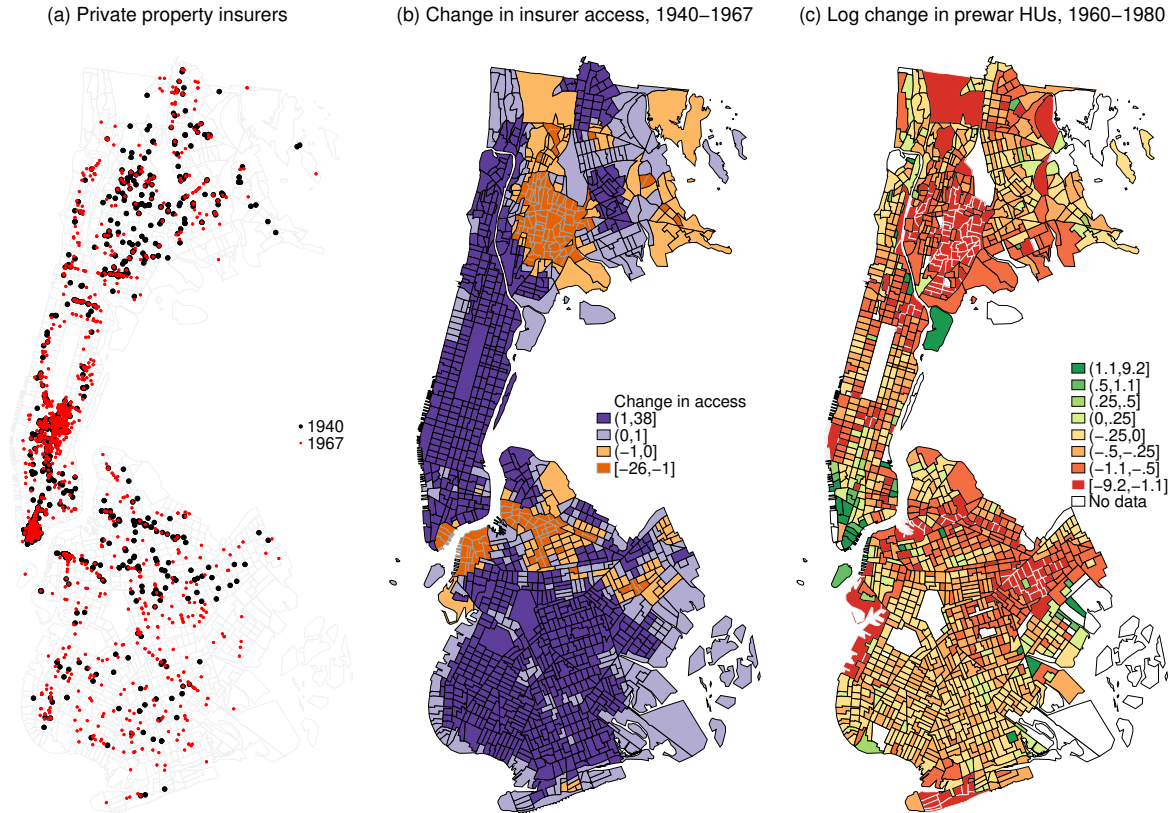 (a) Private property insurers
(b) Change in insurer access, 1940−1967
(c) Log change in prewar HUs, 1960−1980
1940
1967
Change in access
(1,38]
(0,1]
(−1,0]
[−26,−1]
(1.1,9.2]
(.5,1.1]
(.25,.5]
(0,.25]
(−.25,0]
(−.5,−.25]
(−1.1,−.5]
[−9.2,−1.1]
No data